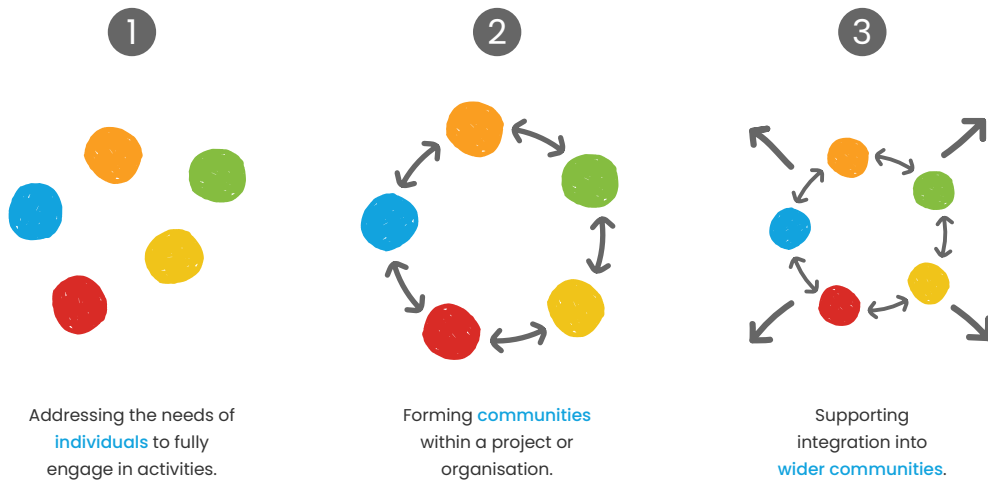 1
Addressing the needs of
individuals to fully
engage in activities.
2
Forming communities
within a project or
organisation.
3
Supporting
integration into
wider communities.